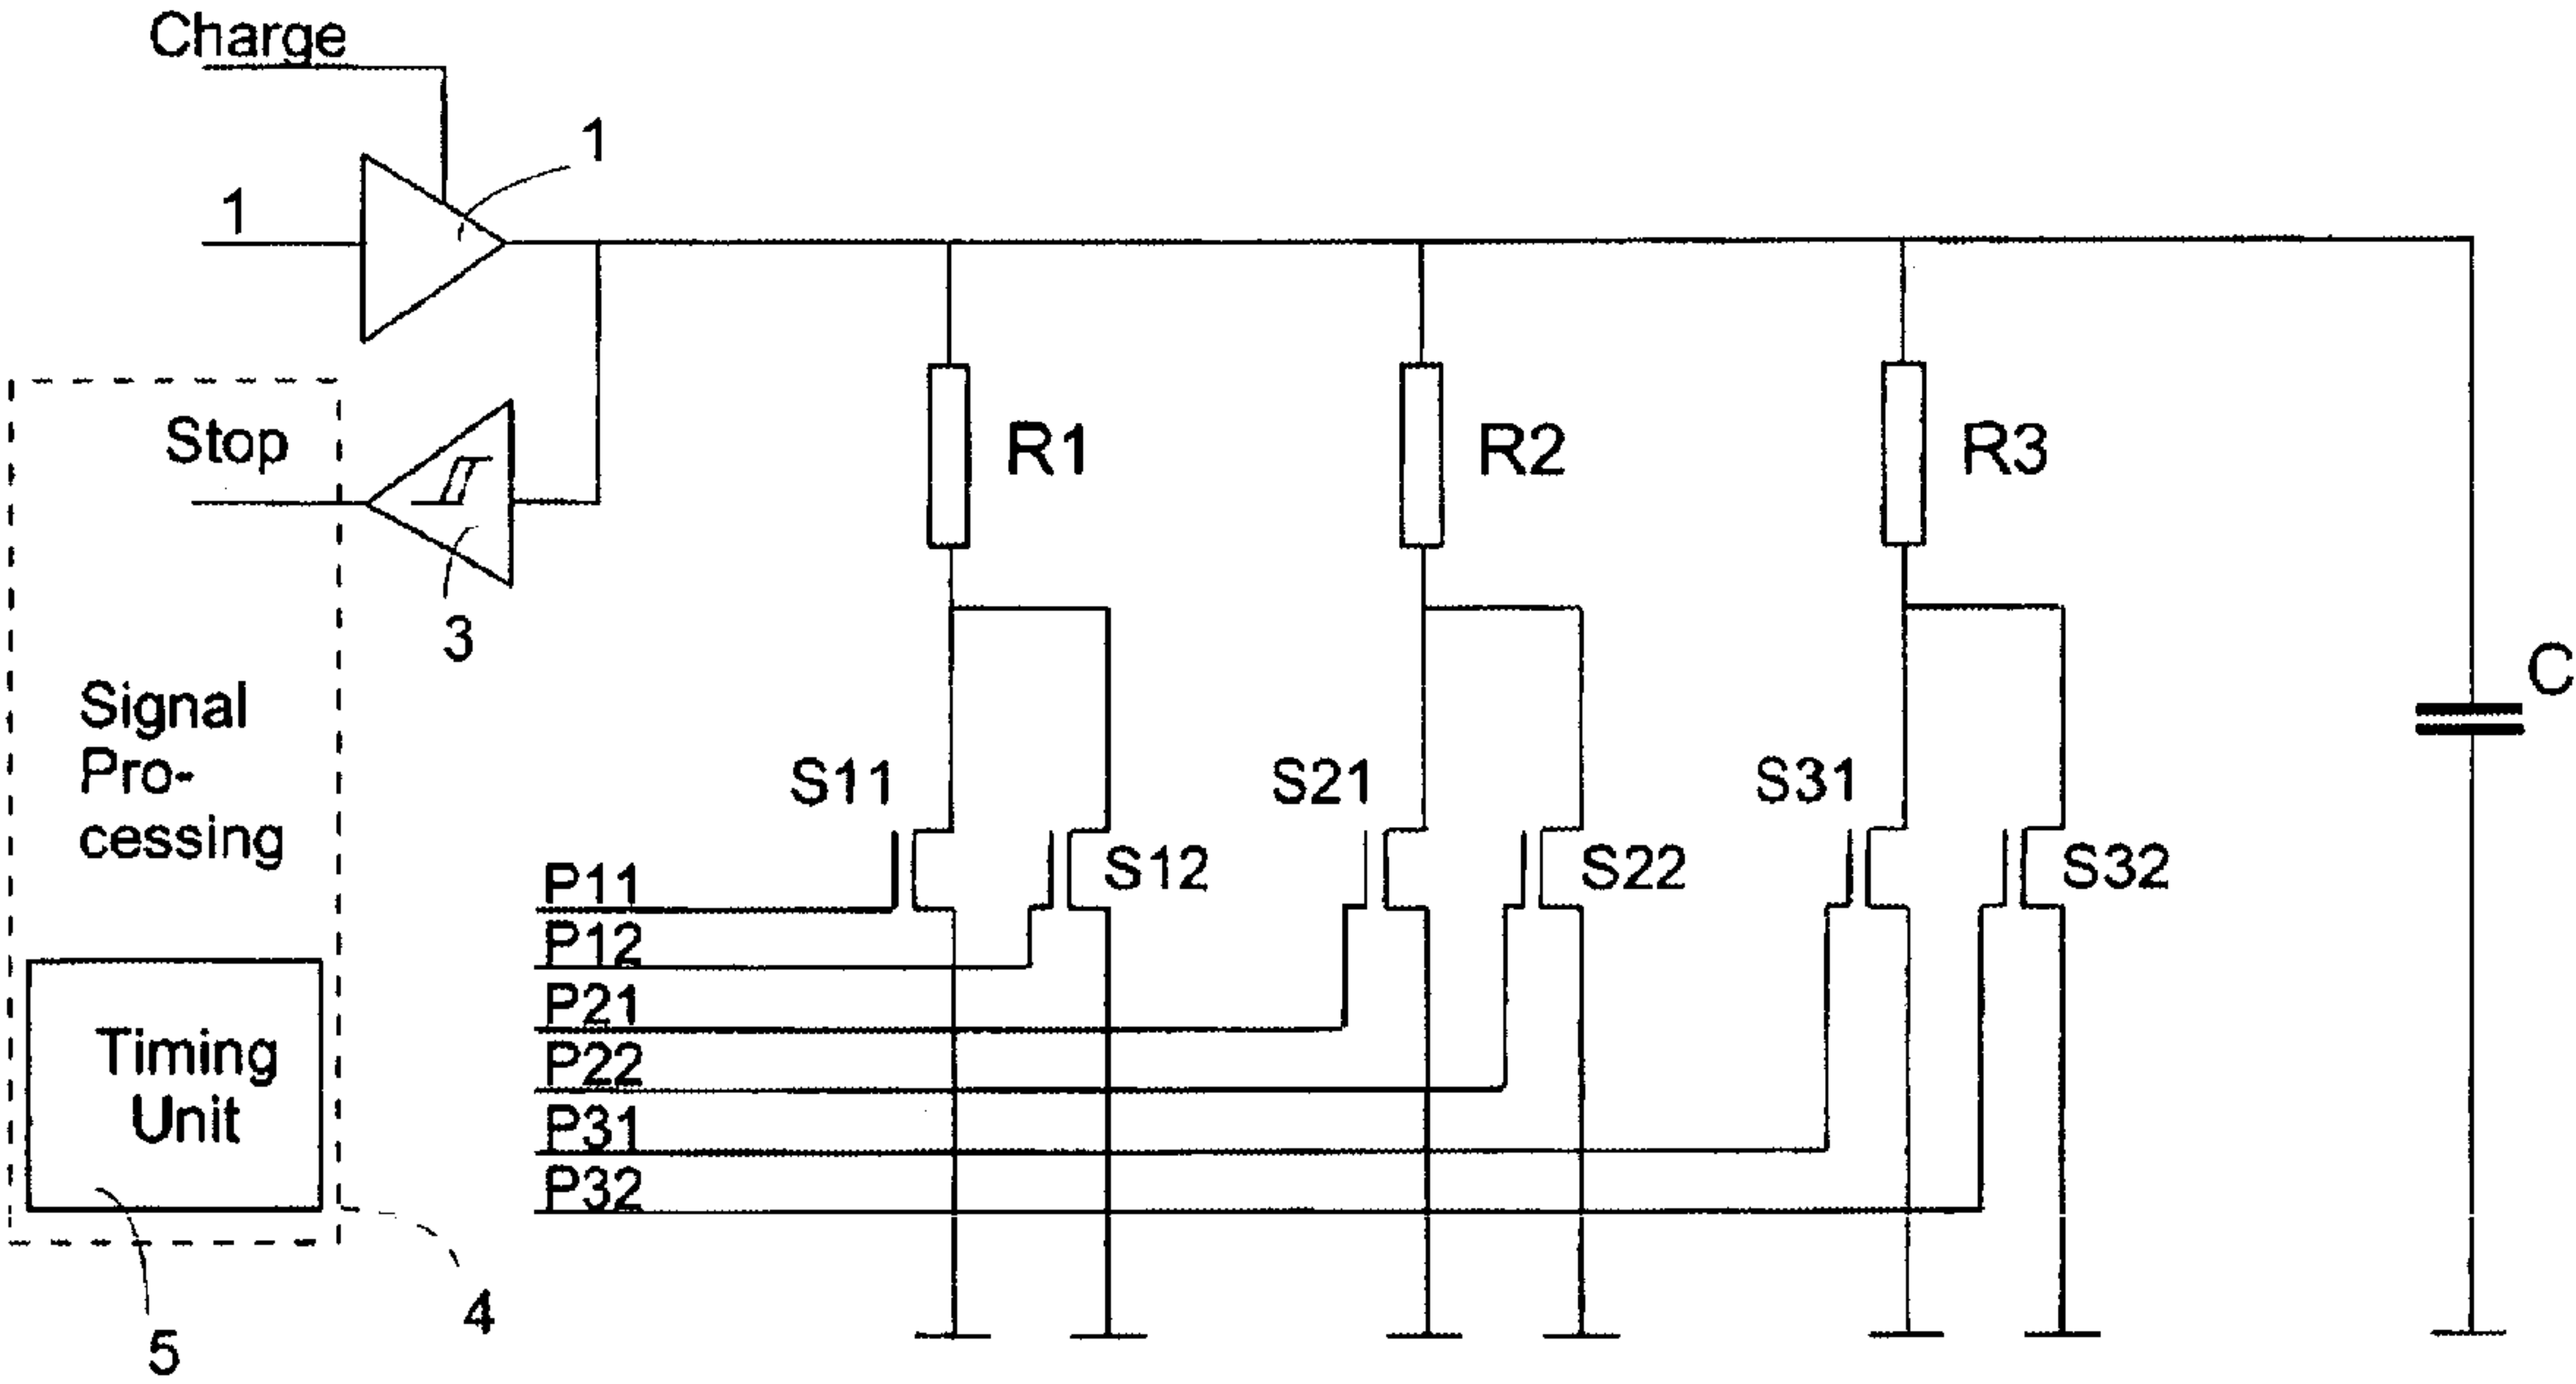 Charge
1
1
Stop
R1
R2
R3
3
C
Signal
Pro-
cessing
S11
S21
S31
S12
S22
S32
P11
P12
P21
P22
P31
P32
Timing
Unit
4
5